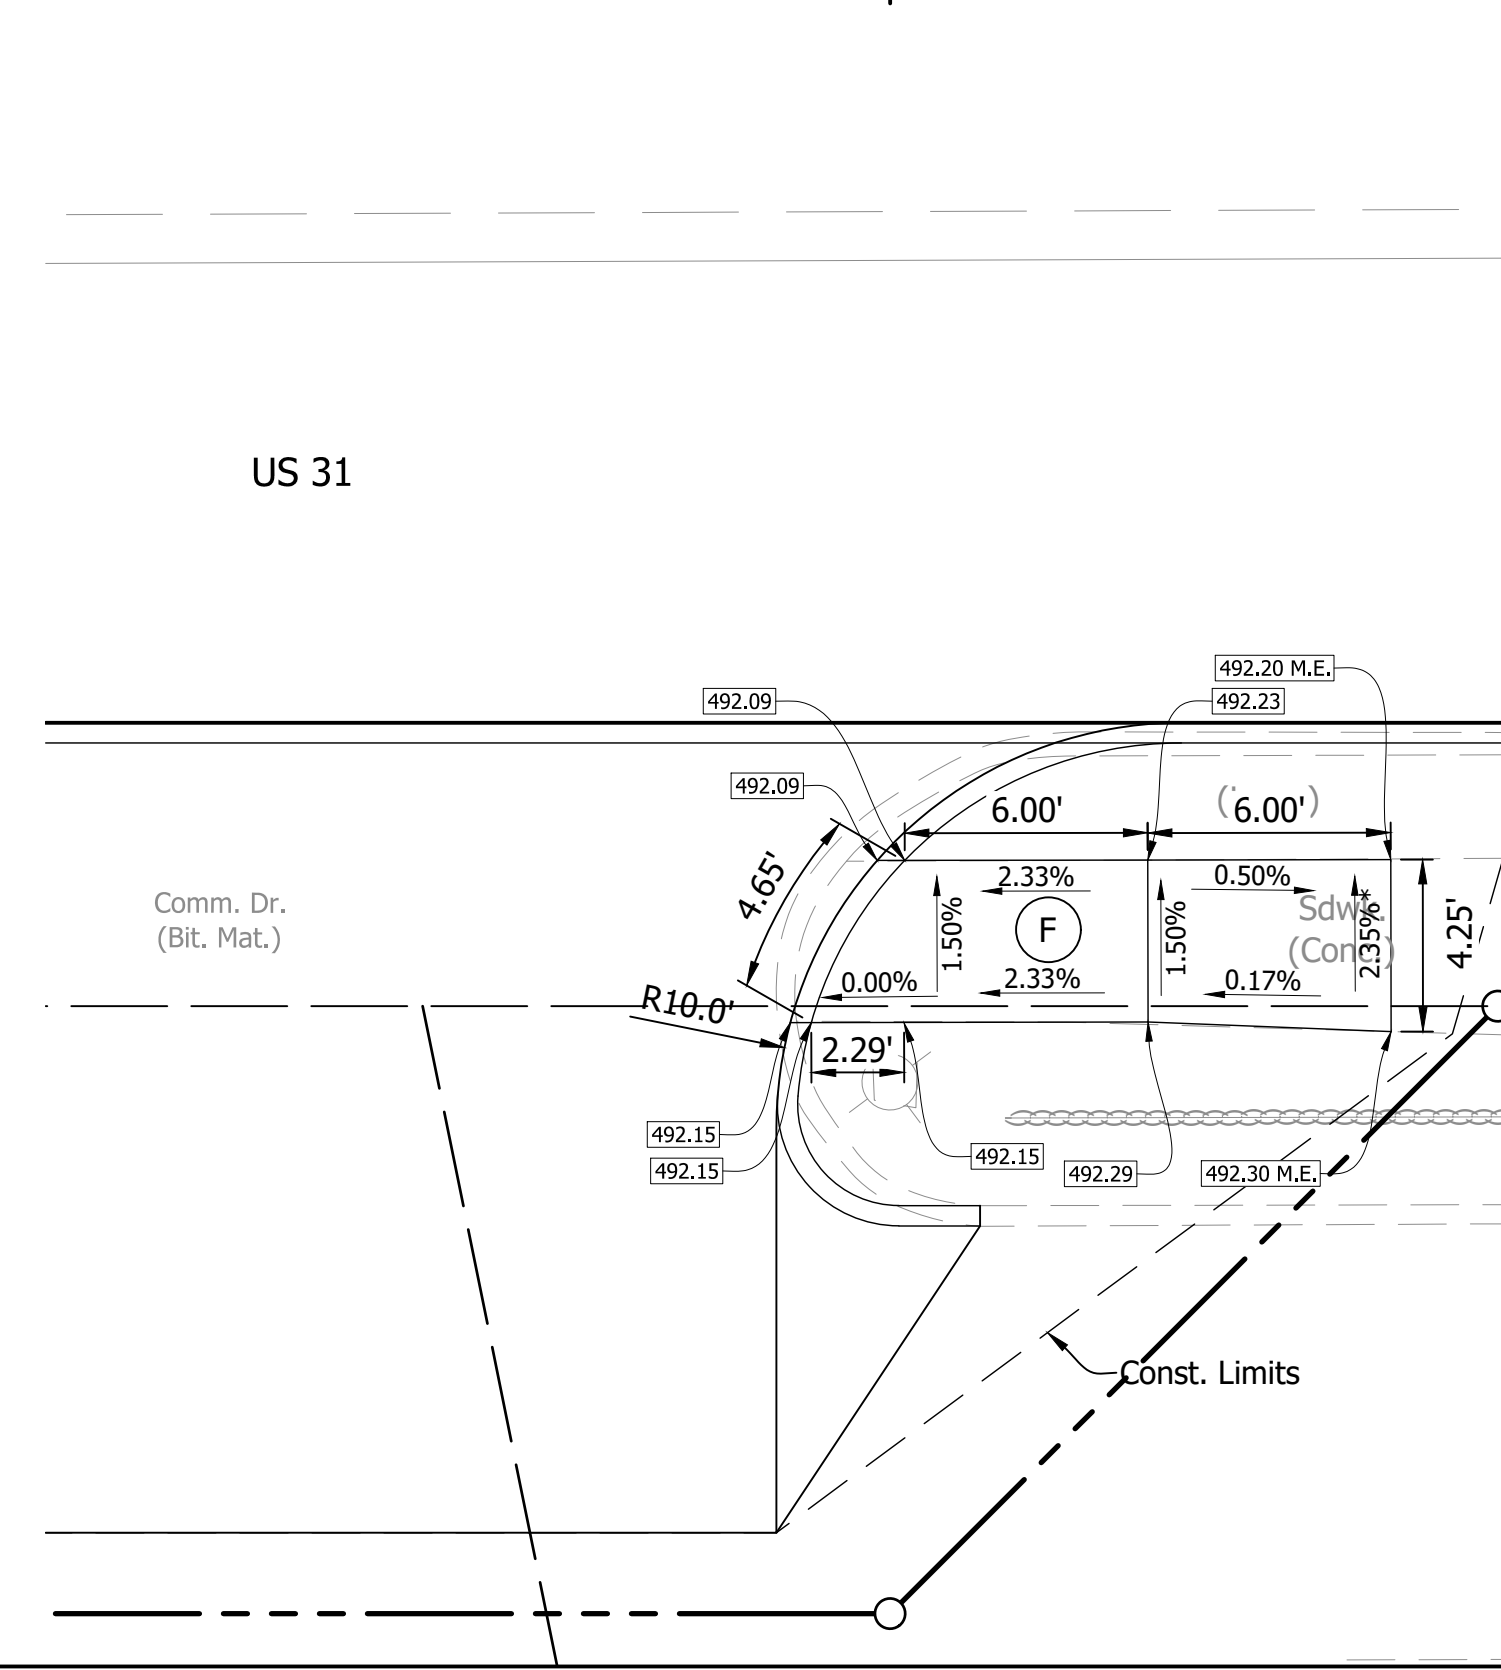 US 31
492.20 M.E.
492.09
492.23
492.09
6.00'
6.00'
4.65'
2.33%
0.50%
Comm. Dr.
(Bit. Mat.)
F
1.50%
1.50%
2.35%*
Sdwk.
(Conc.)
4.25'
0.00%
2.33%
0.17%
R10.0'
2.29'
492.15
492.15
492.15
492.29
492.30 M.E.
Const. Limits